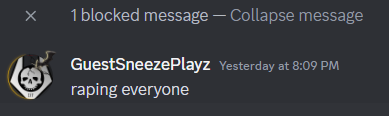 1 blocked message — Collapse message
GuestSneezePlayz Yesterday at 8:09 PM
raping everyone